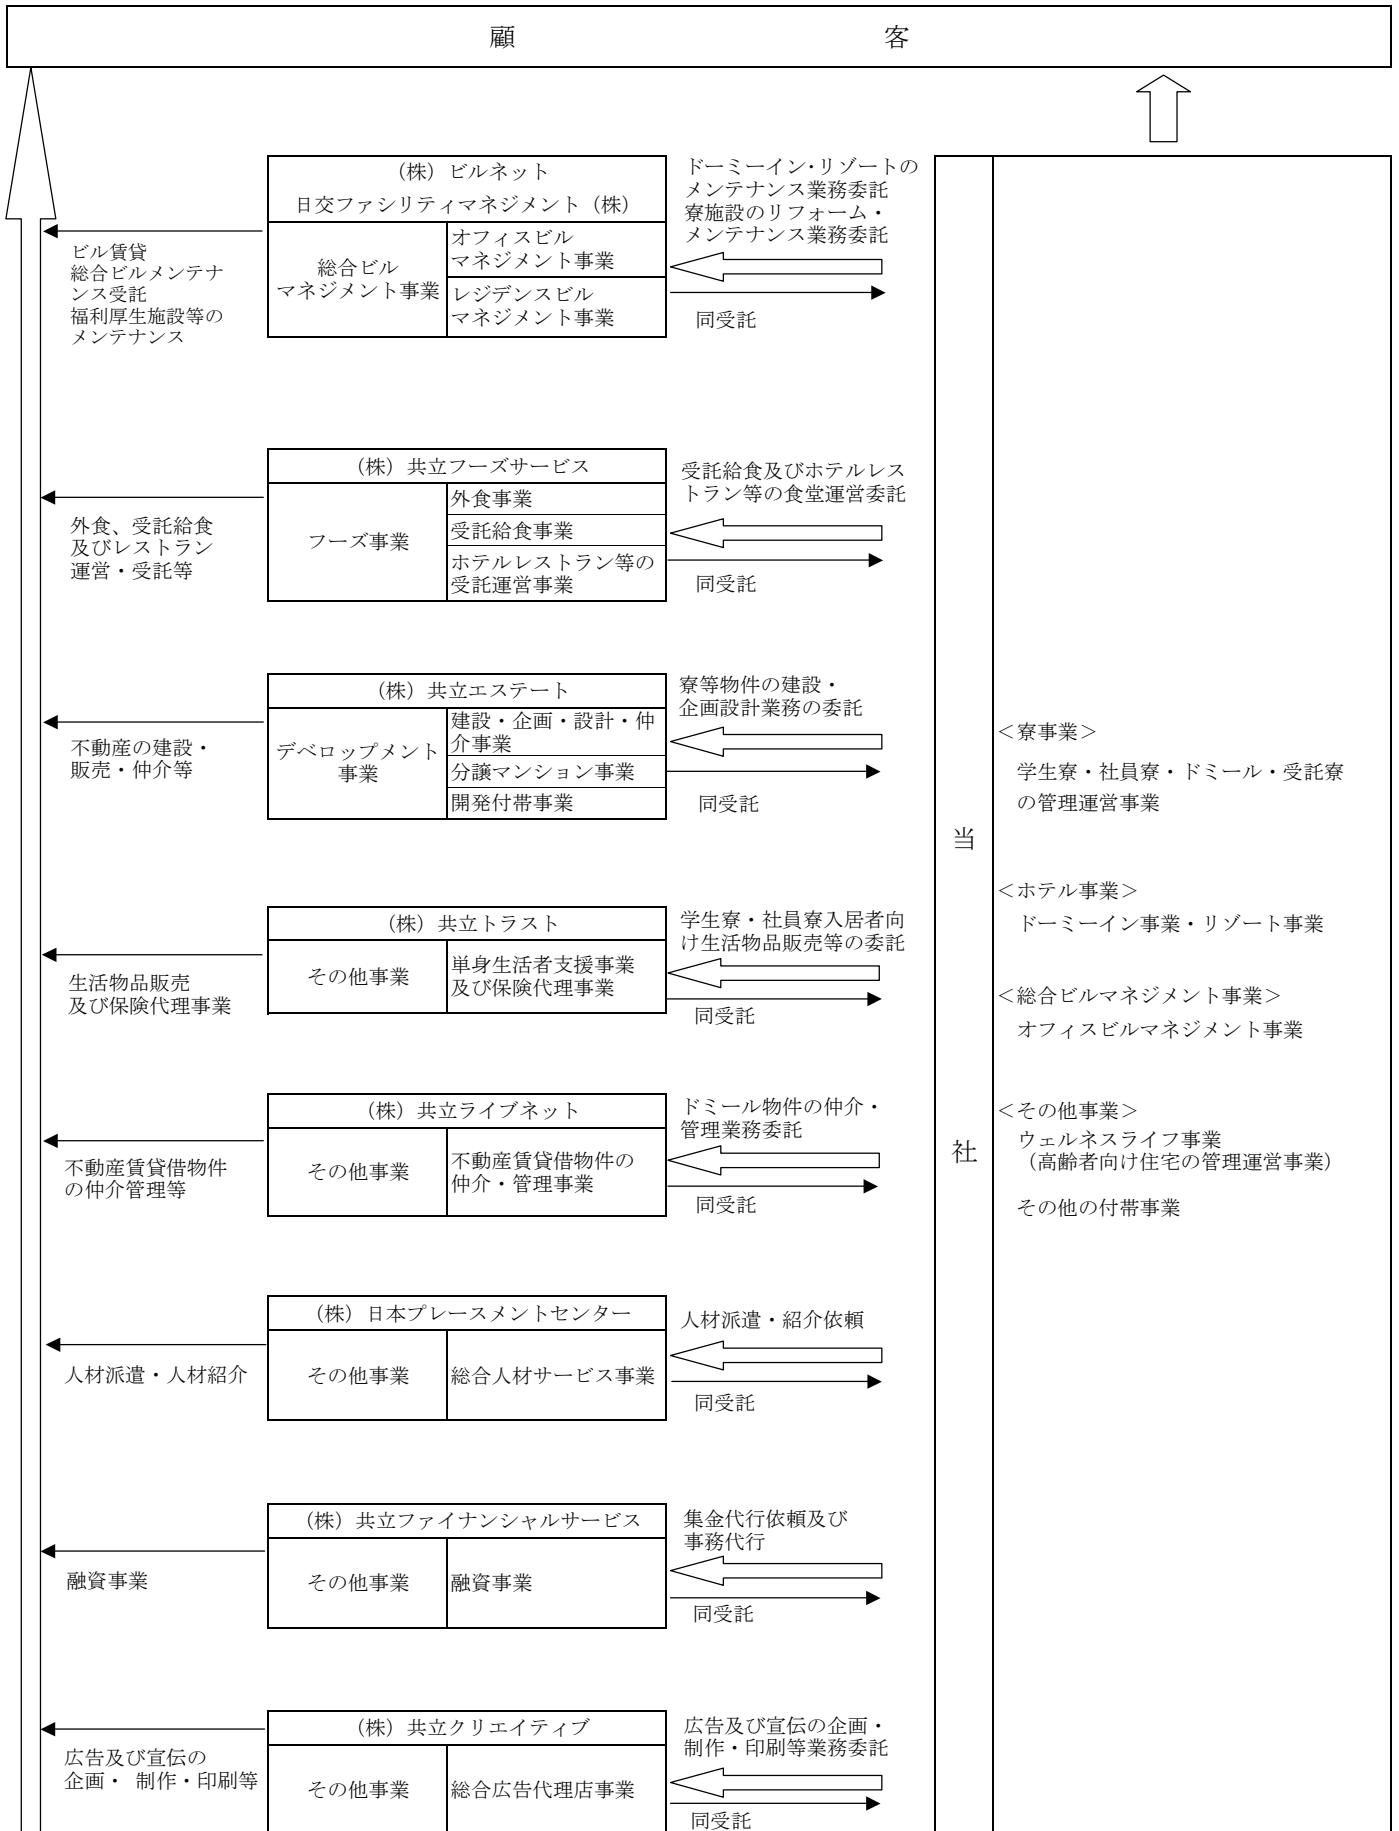 顧 客
(株) ビルネット
日交ファシリティマネジメント (株)
総合ビル
マネジメント事業
オフィスビル
マネジメント事業
レジデンスビル
マネジメント事業
ドーミーイン・リゾートの
メンテナンス業務委託
寮施設のリフォーム・
メンテナンス業務委託
同受託
ビル賃貸
総合ビルメンテナ
ンス受託
福利厚生施設等の
メンテナンス
(株) 共立フーズサービス
フーズ事業
外食事業
受託給食事業
ホテルレストラン等の
受託運営事業
受託給食及びホテルレス
トラン等の食堂運営委託
同受託
外食、受託給食
及びレストラン
運営・受託等
(株) 共立エステート
デベロップメント
事業
建設・企画・設計・仲
介事業
分譲マンション事業
開発付帯事業
寮等物件の建設・
企画設計業務の委託
同受託
不動産の建設・
販売・仲介等
(株) 共立トラスト
その他事業
単身生活者支援事業
及び保険代理事業
学生寮・社員寮入居者向
け生活物品販売等の委託
同受託
生活物品販売
及び保険代理事業
(株) 共立ライブネット
その他事業
不動産賃貸借物件の
仲介・管理事業
ドミール物件の仲介・
管理業務委託
同受託
不動産賃貸借物件
の仲介管理等
(株) 日本プレースメントセンター
その他事業
総合人材サービス事業
人材派遣・紹介依頼
同受託
人材派遣・人材紹介
(株) 共立ファイナンシャルサービス
その他事業
融資事業
集金代行依頼及び
事務代行
同受託
融資事業
(株) 共立クリエイティブ
その他事業
総合広告代理店事業
広告及び宣伝の企画・
制作・印刷等業務委託
同受託
広告及び宣伝の
企画・ 制作・印刷等
当
社
<寮事業>
学生寮・社員寮・ドミール・受託寮
の管理運営事業
<ホテル事業>
ドーミーイン事業・リゾート事業
<総合ビルマネジメント事業>
オフィスビルマネジメント事業
<その他事業>
ウェルネスライフ事業
(高齢者向け住宅の管理運営事業)
その他の付帯事業